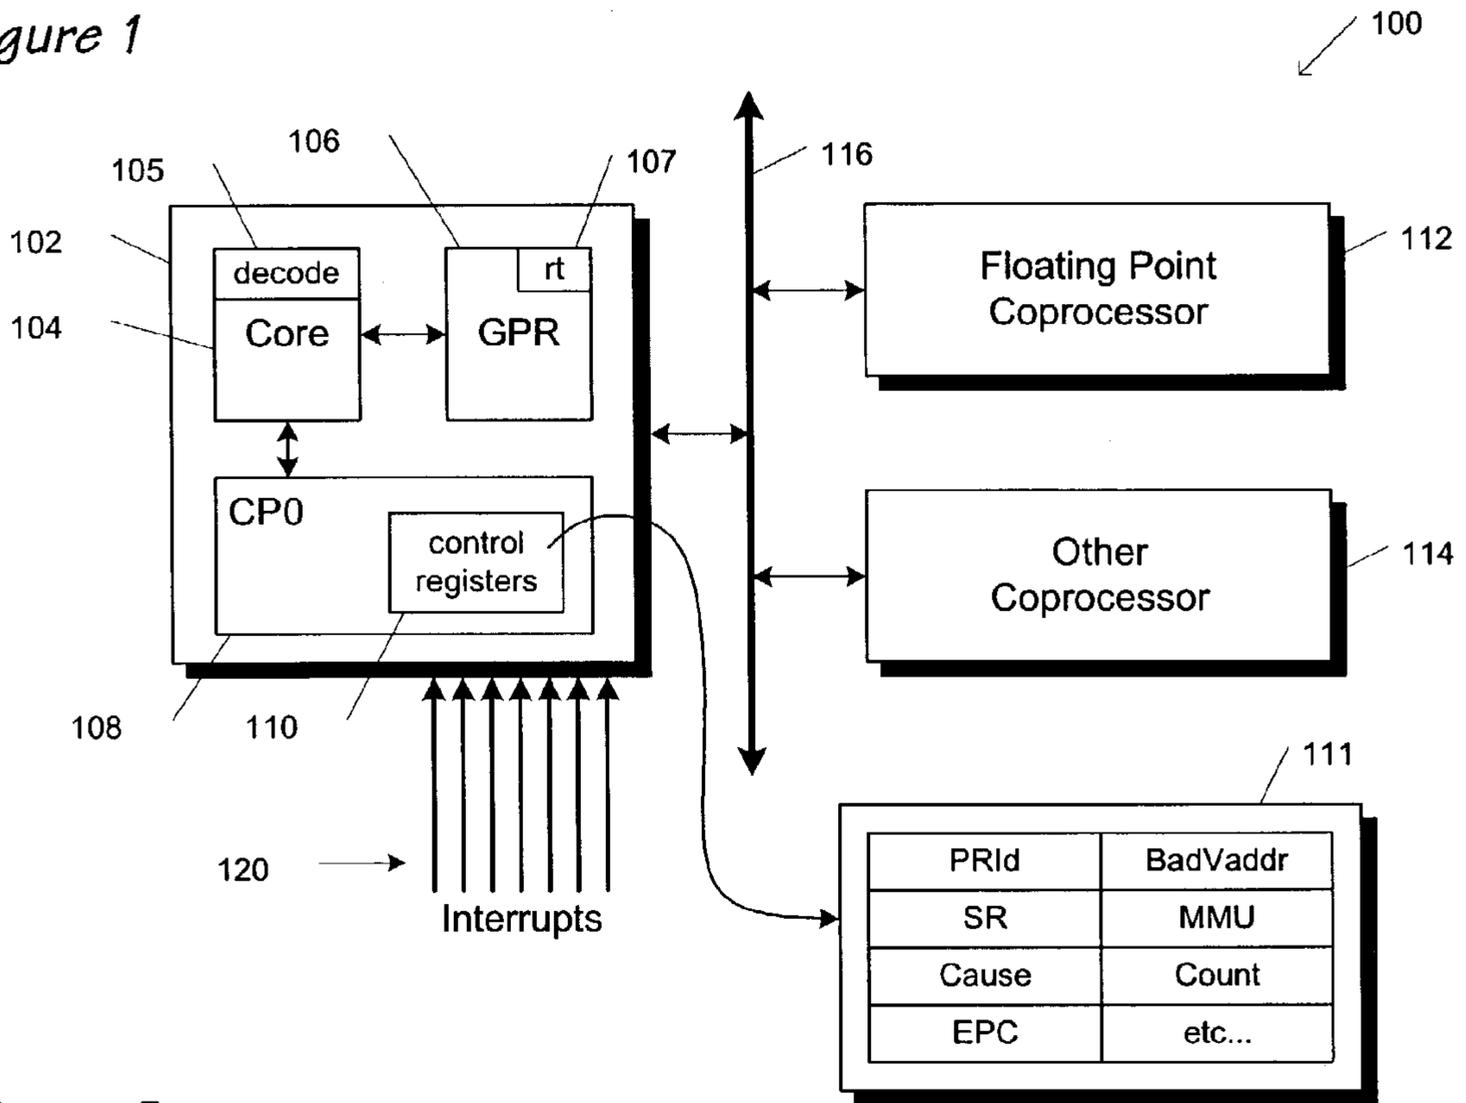 gure 1
100
106
107
116
105
102
112
decode
rt
Floating Point
Coprocessor
104
Core
GPR
CP0
control
registers
Other
Coprocessor
114
108
110
111
120
Interrupts
PRId
BadVaddr
SR
MMU
Cause
Count
EPC
etc...